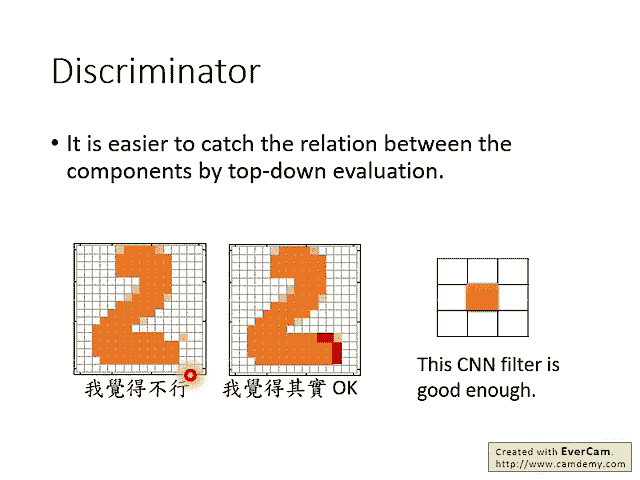 Discriminator
• It is easier to catch the relation between the
components by top-down evaluation.
我覺得不行
我覺得其實 OK
This CNN filter is
good enough.
Created with EverCam.
http://www.camdemy.com